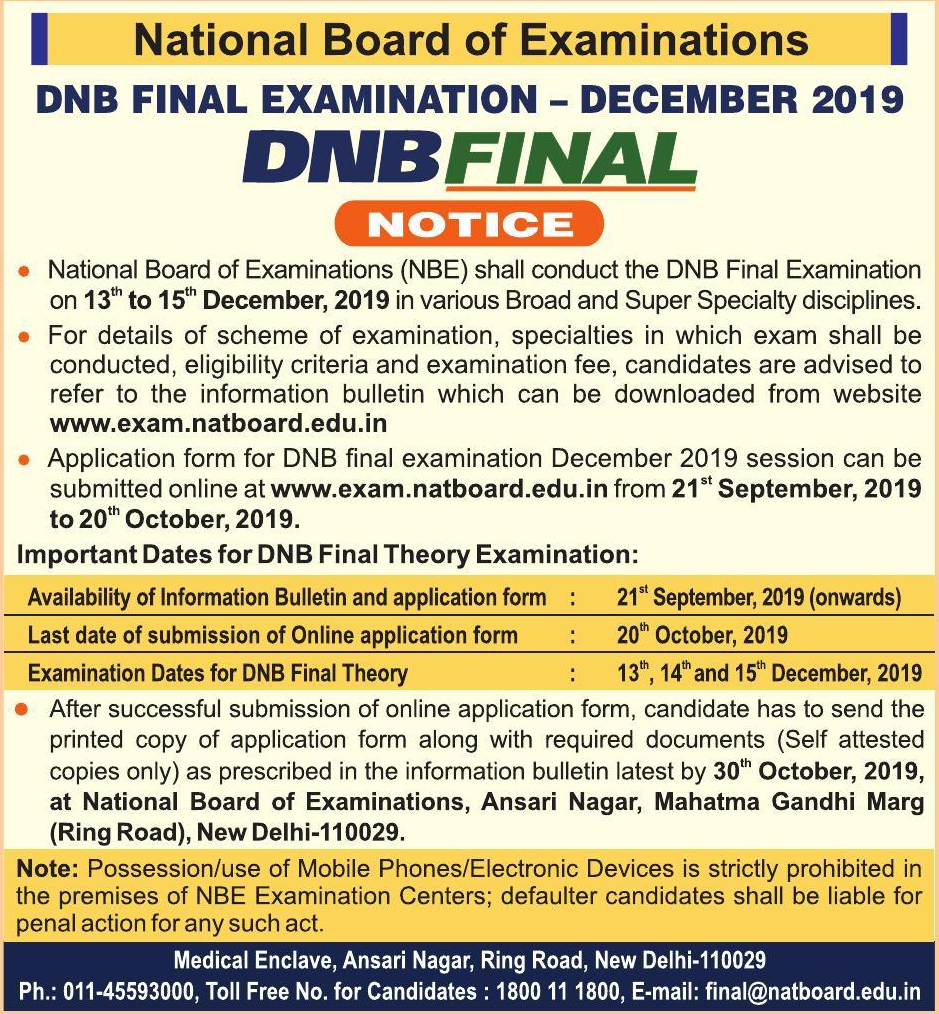 National Board of Examinations
DNB FINAL EXAMINATION – DECEMBER 2019
DNB FINAL
NOTICE
• National Board of Examinations (NBE) shall conduct the DNB Final Examination
on 13th to 15th December, 2019 in various Broad and Super Specialty disciplines.
• For details of scheme of examination, specialties in which exam shall be
conducted, eligibility criteria and examination fee, candidates are advised to
refer to the information bulletin which can be downloaded from website
www.exam.natboard.edu.in
• Application form for DNB final examination December 2019 session can be
submitted online at www.exam.natboard.edu.in from 21st September, 2019
to 20th October, 2019.
Important Dates for DNB Final Theory Examination:
Availability of Information Bulletin and application form : 21st September, 2019 (onwards)
Last date of submission of Online application form : 20th October, 2019
Examination Dates for DNB Final Theory : 13th, 14th and 15th December, 2019
• After successful submission of online application form, candidate has to send the
printed copy of application form along with required documents (Self attested
copies only) as prescribed in the information bulletin latest by 30th October, 2019,
at National Board of Examinations, Ansari Nagar, Mahatma Gandhi Marg
(Ring Road), New Delhi-110029.
Note: Possession/use of Mobile Phones/Electronic Devices is strictly prohibited in
the premises of NBE Examination Centers; defaulter candidates shall be liable for
penal action for any such act.
Medical Enclave, Ansari Nagar, Ring Road, New Delhi-110029
Ph.: 011-45593000, Toll Free No. for Candidates : 1800 11 1800, E-mail: final@natboard.edu.in